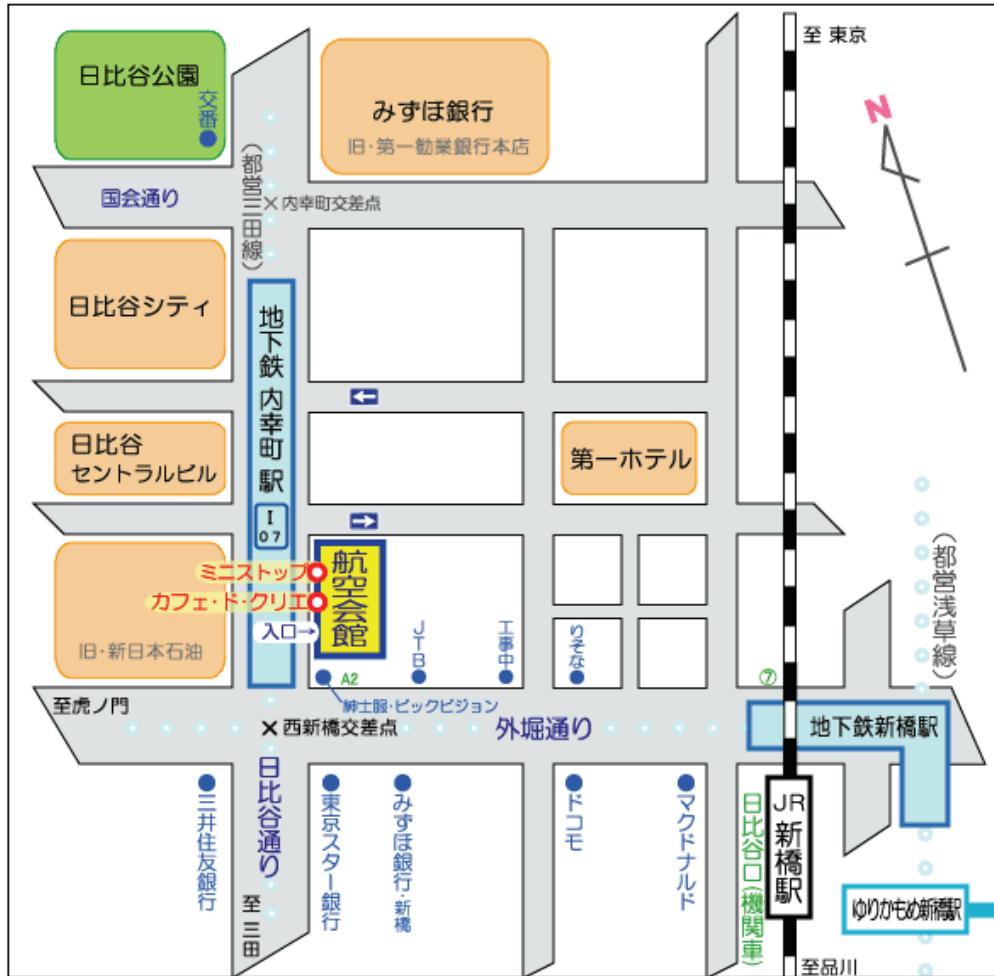 至 東京
日比谷公園
交番
みずほ銀行
旧・第一勧業銀行本店
N
国会通り
(都営三田線)
×内幸町交差点
日比谷シティ
地下鉄 内幸町駅
I
07
←
日比谷
セントラルビル
第一ホテル
→
ミニストップ
カフェ・ド・クリエ
入口→
航空会館
旧・新日本石油
JTB
工事中
りそな
(都営浅草線)
A2
紳士服・ビックビジョン
⑦
至虎ノ門
×西新橋交差点
外堀通り
地下鉄新橋駅
日比谷通り
三井住友銀行
東京スター銀行
みずほ銀行・新橋
ドコモ
マクドナルド
日比谷口(機関車)
JR新橋駅
ゆりかもめ新橋駅
至 三田
至品川